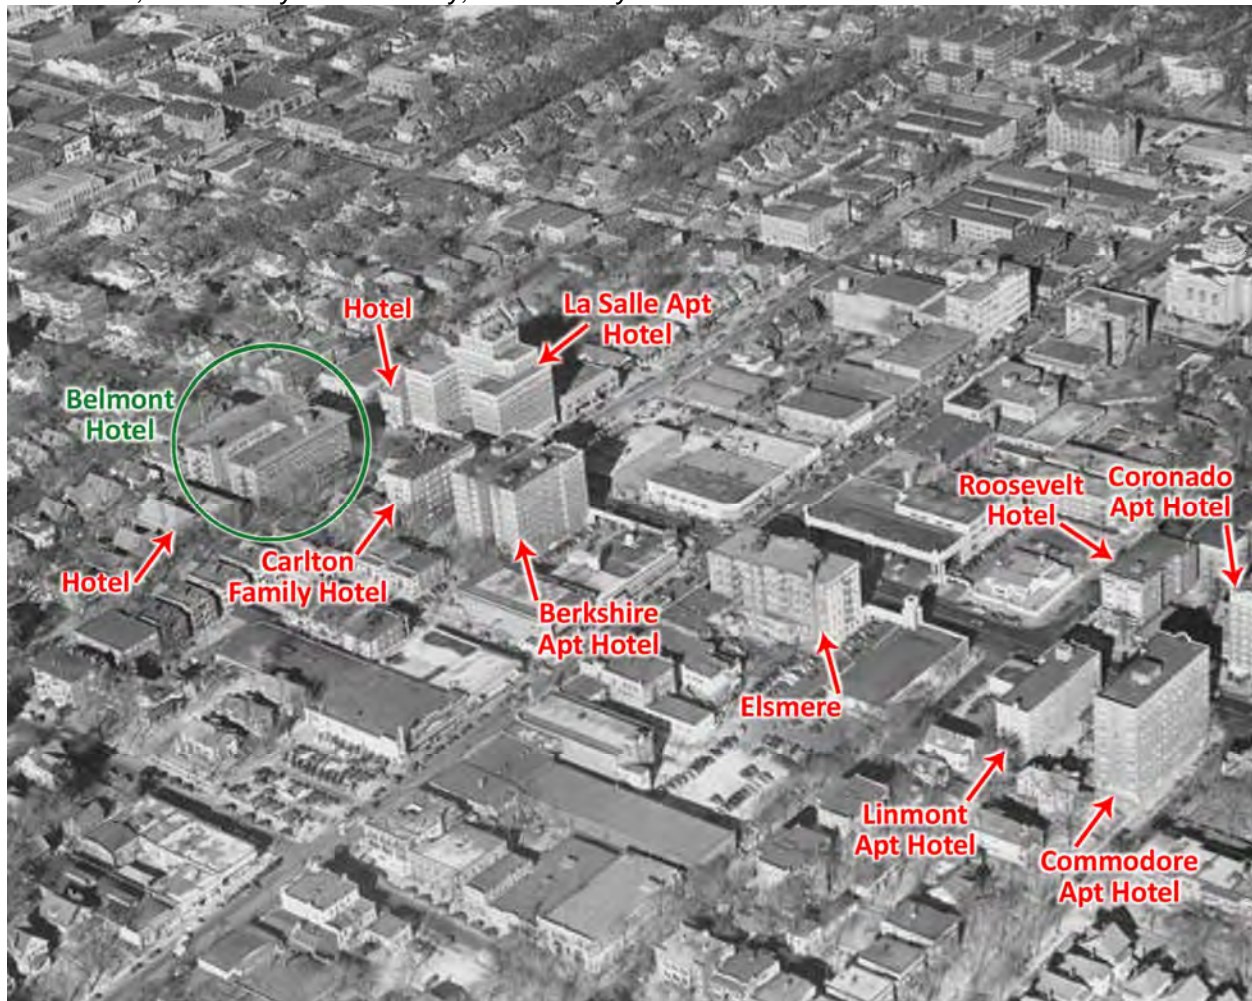 Hotel
La Salle Apt
Hotel
Belmont
Hotel
Roosevelt
Hotel
Coronado
Apt Hotel
Hotel
Carlton
Family Hotel
Berkshire
Apt Hotel
Elsmere
Linmont
Apt Hotel
Commodore
Apt Hotel